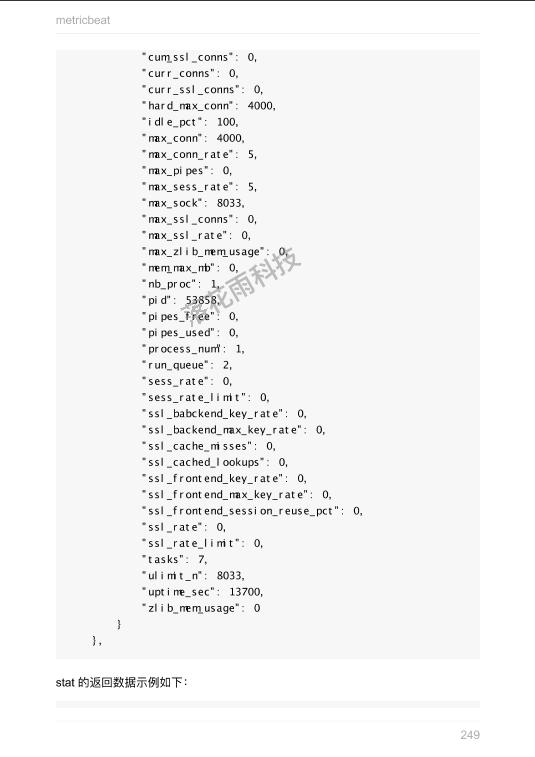 metricbeat
"cum_ssl_conns": 0,
"curr_conns": 0,
"curr_ssl_conns": 0,
"hard_max_conn": 4000,
"idle_pct": 100,
"max_conn": 4000,
"max_conn_rate": 5,
"max_pipes": 0,
"max_sess_rate": 5,
"max_sock": 8033,
"max_ssl_conns": 0,
"max_ssl_rate": 0,
"max_zlib_mem_usage": 0,
"mem_max_mb": 0,
"nb_proc": 1,
"pid": 53858,
"pipes_free": 0,
"pipes_used": 0,
"process_num": 1,
"run_queue": 2,
"sess_rate": 0,
"sess_rate_limit": 0,
"ssl_babckend_key_rate": 0,
"ssl_backend_max_key_rate": 0,
"ssl_cache_misses": 0,
"ssl_cached_lookups": 0,
"ssl_frontend_key_rate": 0,
"ssl_frontend_max_key_rate": 0,
"ssl_frontend_session_reuse_pct": 0,
"ssl_rate": 0,
"ssl_rate_limit": 0,
"tasks": 7,
"ulimit_n": 8033,
"uptime_sec": 13700,
"zlib_mem_usage": 0
}
},
落花雨科技
stat 的返回数据示例如下：
249